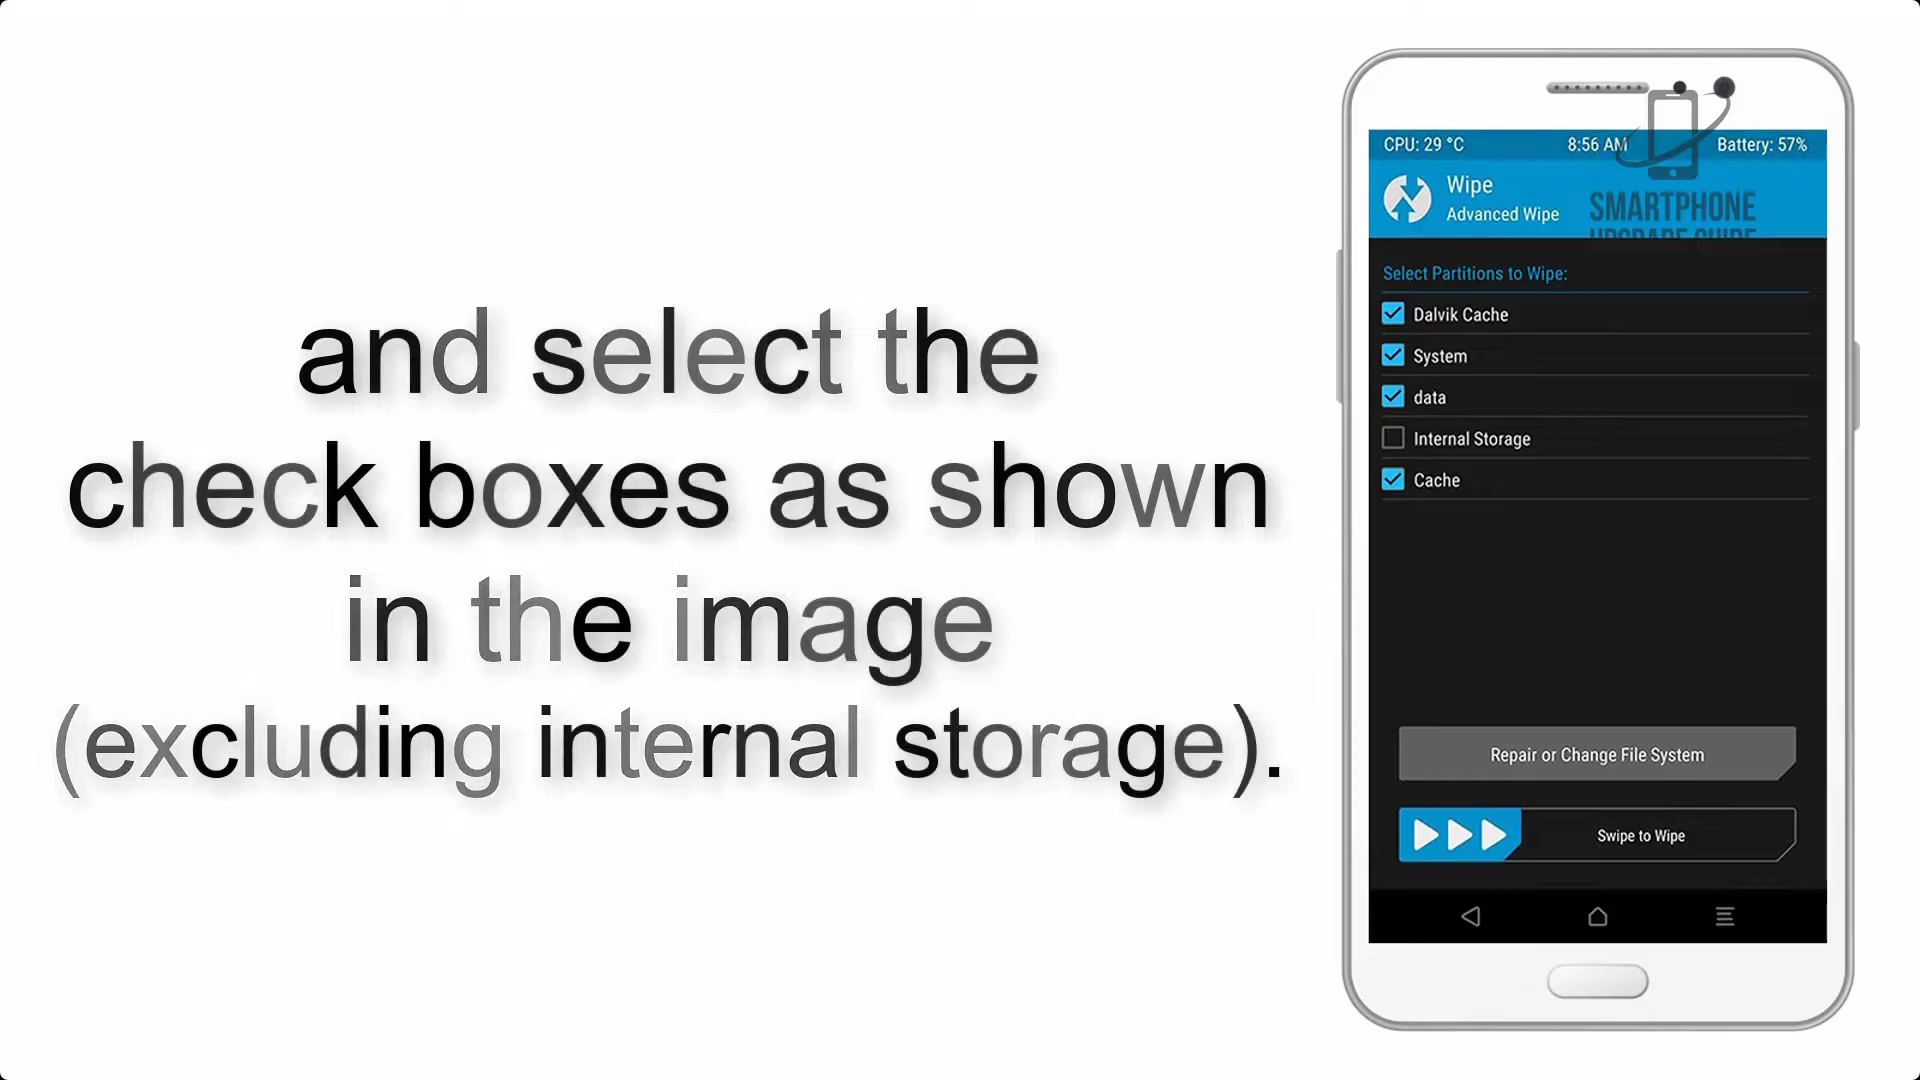 and select the
check boxes as shown
in the image
(excluding internal storage).
CPU: 29 °C 8:56 AM Battery: 57%
Wipe
Advanced Wipe
SMARTPHONE
UPGRADE GUIDE
Select Partitions to Wipe:
Dalvik Cache
System
data
Internal Storage
Cache
Repair or Change File System
Swipe to Wipe